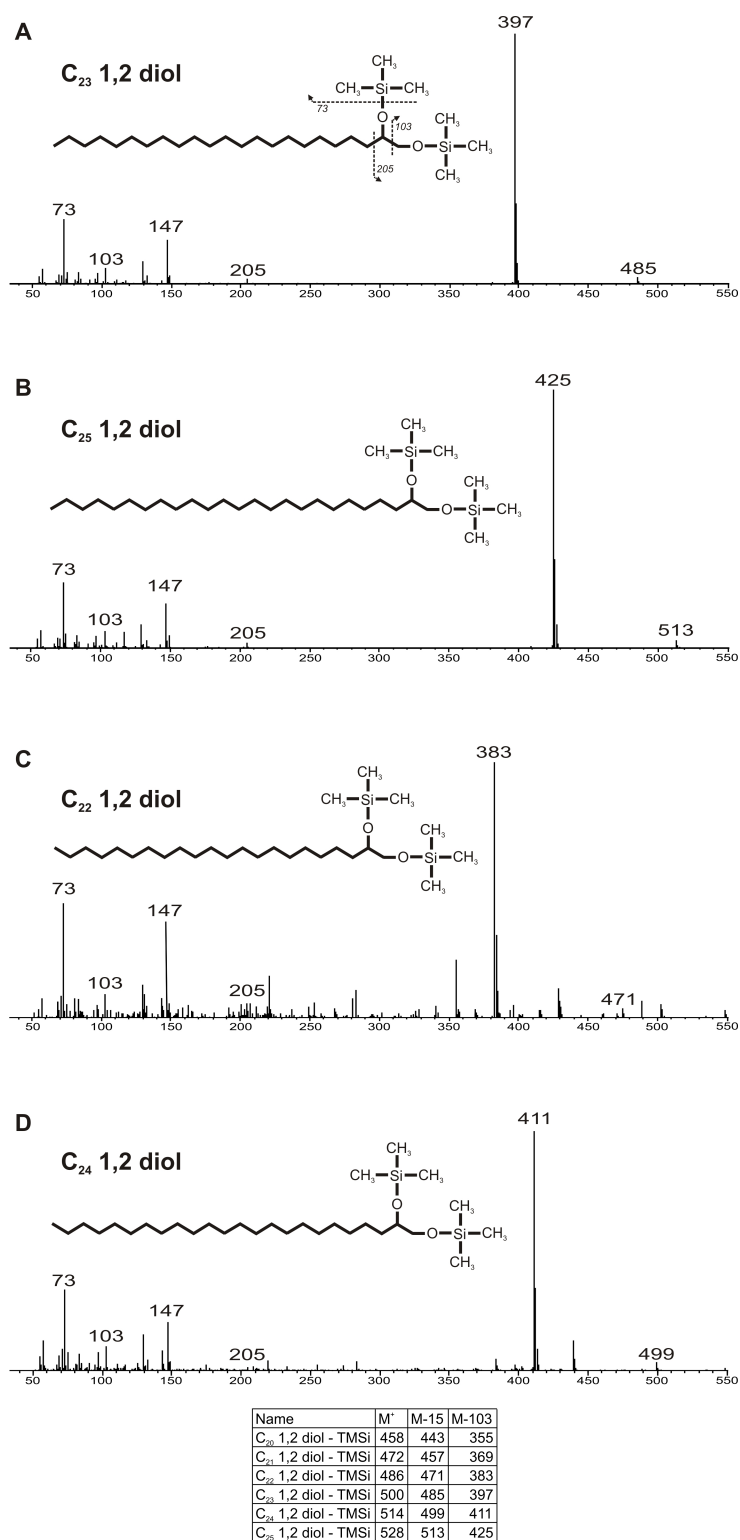 A
C₂₃ 1,2 diol
397
CH₃
CH₃ Si CH₃
73
O
103
CH₃
O Si CH₃
CH₃
205
73
147
103
205
485
50 100 150 200 250 300 350 400 450 500 550
B
C₂₅ 1,2 diol
425
CH₃
CH₃ Si CH₃
O
CH₃
O Si CH₃
CH₃
73
147
103
205
513
50 100 150 200 250 300 350 400 450 500 550
C
C₂₂ 1,2 diol
383
CH₃
CH₃ Si CH₃
O
CH₃
O Si CH₃
CH₃
73
147
103
205
471
50 100 150 200 250 300 350 400 450 500 550
D
C₂₄ 1,2 diol
411
CH₃
CH₃ Si CH₃
O
CH₃
O Si CH₃
CH₃
73
147
103
205
499
50 100 150 200 250 300 350 400 450 500 550
Name M⁺ M-15 M-103
C₂₀ 1,2 diol - TMSi 458 443 355
C₂₁ 1,2 diol - TMSi 472 457 369
C₂₂ 1,2 diol - TMSi 486 471 383
C₂₃ 1,2 diol - TMSi 500 485 397
C₂₄ 1,2 diol - TMSi 514 499 411
C₂₅ 1,2 diol - TMSi 528 513 425